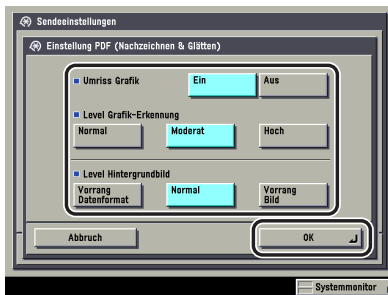 Sendeeinstellungen
Einstellung PDF (Nachzeichnen & Glätten)
Umriss Grafik
Ein
Aus
Level Grafik-Erkennung
Normal
Moderat
Hoch
Level Hintergrundbild
Vorrang
Datenformat
Normal
Vorrang
Bild
Abbruch
OK
Systemmonitor